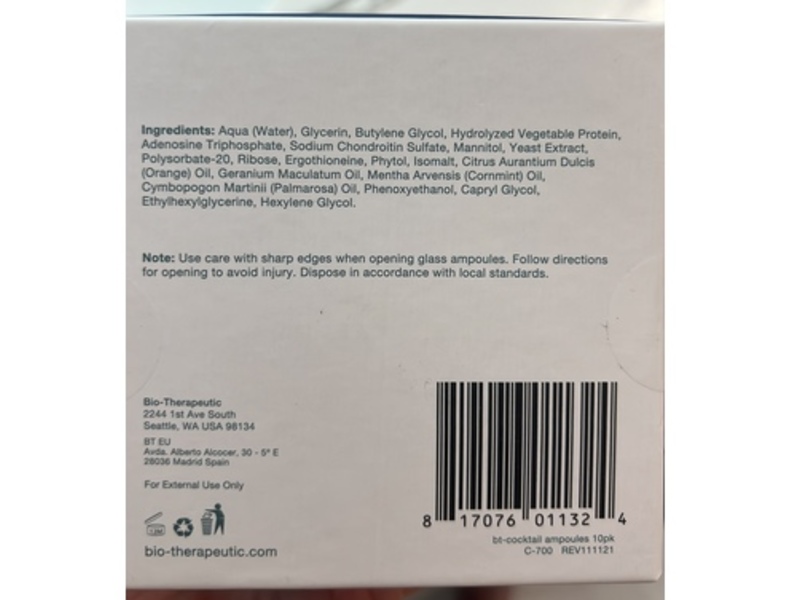 Ingredients: Aqua (Water), Glycerin, Butylene Glycol, Hydrolyzed Vegetable Protein,
Adenosine Triphosphate, Sodium Chondroitin Sulfate, Mannitol, Yeast Extract,
Polysorbate-20, Ribose, Ergothioneine, Phytol, Isomalt, Citrus Aurantium Dulcis
(Orange) Oil, Geranium Maculatum Oil, Mentha Arvensis (Cornmint) Oil,
Cymbopogon Martinii (Palmarosa) Oil, Phenoxyethanol, Capryl Glycol,
Ethylhexylglycerine, Hexylene Glycol.
Note: Use care with sharp edges when opening glass ampoules. Follow directions
for opening to avoid injury. Dispose in accordance with local standards.
Bio-Therapeutic
2244 1st Ave South
Seattle, WA USA 98134
BT EU
Avda. Alberto Alcocer, 30 - 5º E
28036 Madrid Spain
For External Use Only
bio-therapeutic.com
8 17076 01132 4
bt-cocktail ampoules 10pk
C-700 REV111121